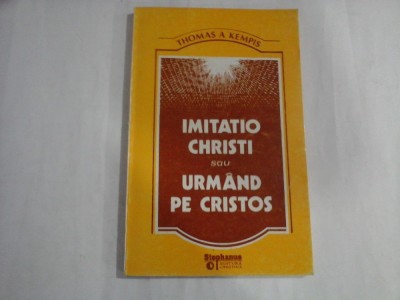 THOMAS A KEMPIS
IMITATIO
CHRISTI
sau
URMÂND
PE CRISTOS
Stephanus